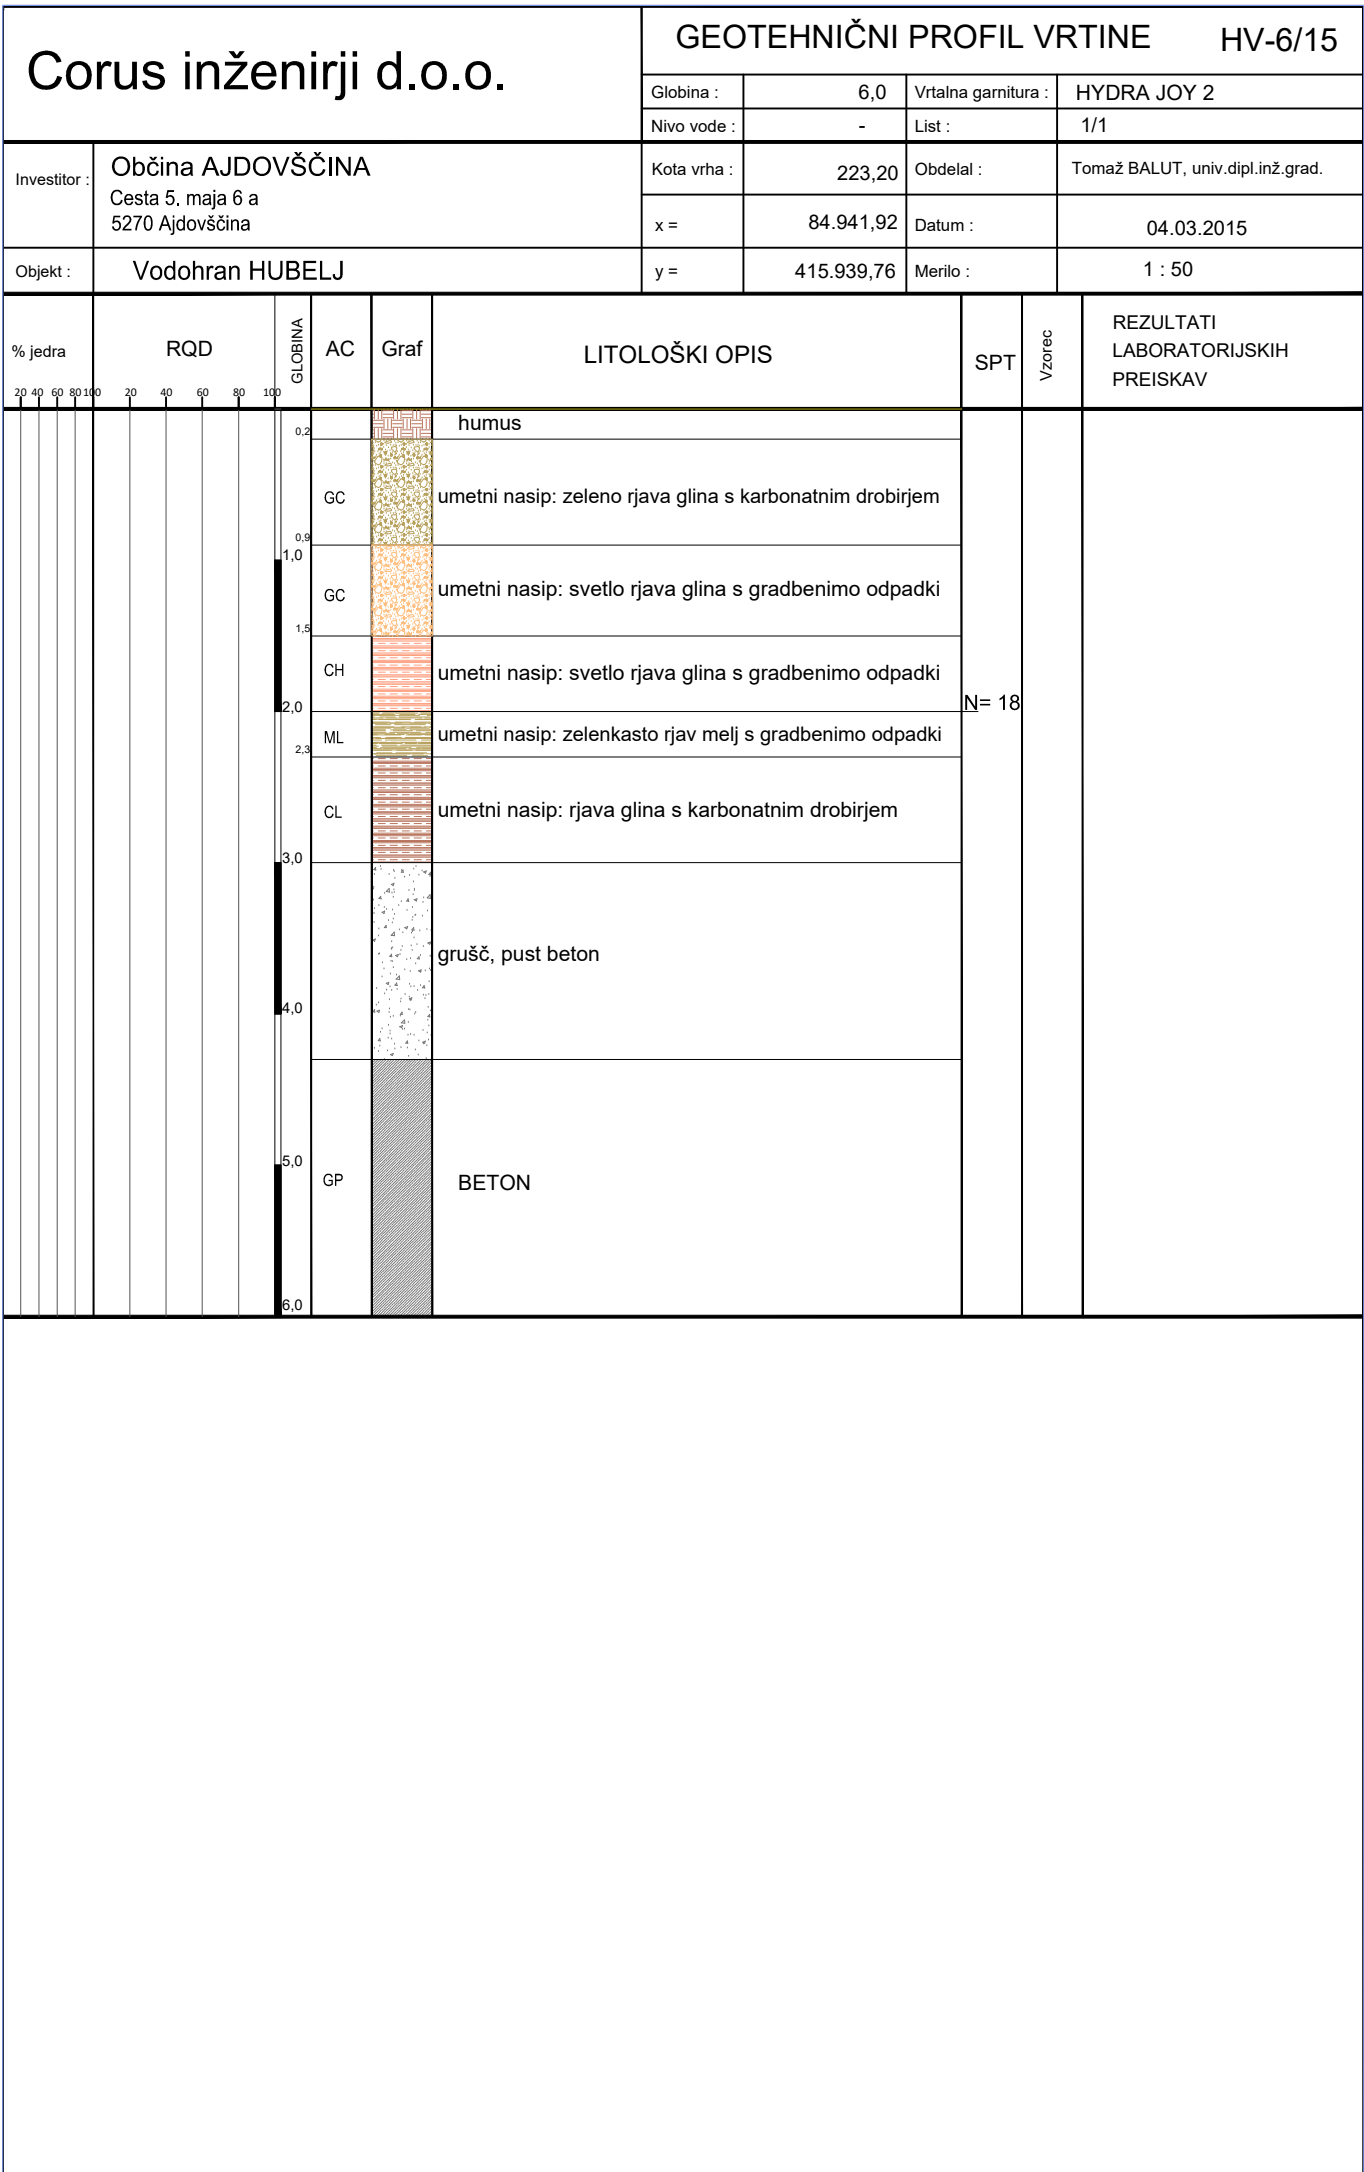 Corus inženirji d.o.o.
GEOTEHNIČNI PROFIL VRTINE HV-6/15
Globina : 6,0 Vrtalna garnitura : HYDRA JOY 2
Nivo vode : - List : 1/1
Investitor : Občina AJDOVŠČINA
Cesta 5. maja 6 a
5270 Ajdovščina
Kota vrha : 223,20 Obdelal : Tomaž BALUT, univ.dipl.inž.grad.
x = 84.941,92 Datum : 04.03.2015
Objekt : Vodohran HUBELJ
y = 415.939,76 Merilo : 1 : 50
% jedra RQD GLOBINA AC Graf LITOLOŠKI OPIS SPT Vzorec
REZULTATI
LABORATORIJSKIH
PREISKAV
20 40 60 80 100 20 40 60 80 100
humus
0,2
GC umetni nasip: zeleno rjava glina s karbonatnim drobirjem
0,9
1,0
GC umetni nasip: svetlo rjava glina s gradbenimo odpadki
1,5
CH umetni nasip: svetlo rjava glina s gradbenimo odpadki
2,0 N= 18
ML umetni nasip: zelenkasto rjav melj s gradbenimo odpadki
2,3
CL umetni nasip: rjava glina s karbonatnim drobirjem
3,0
grušč, pust beton
4,0
5,0
GP BETON
6,0